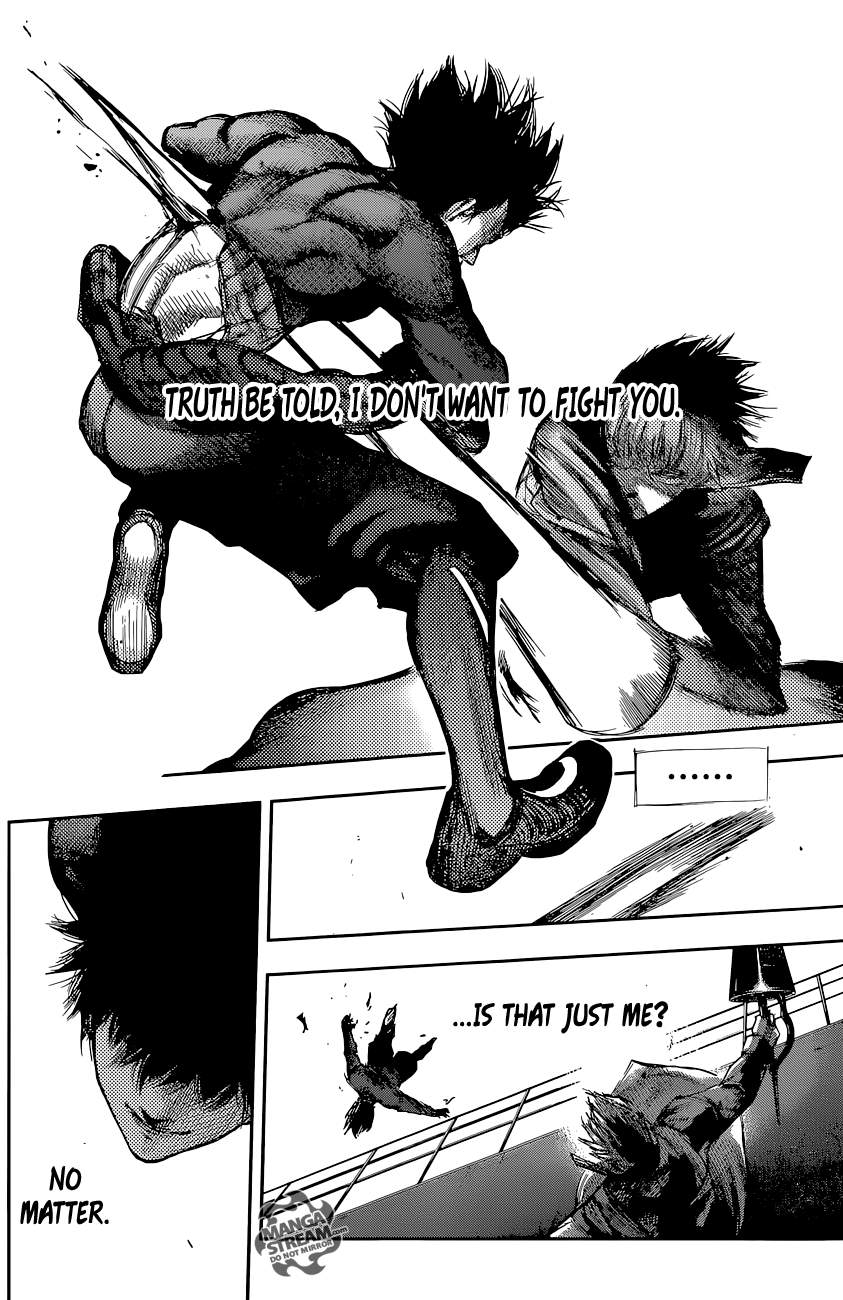 TRUTH BE TOLD, I DON'T WANT TO FIGHT YOU.
......
...IS THAT JUST ME?
NO
MATTER.
MANGA
STREAM.com
DO NOT MIRROR